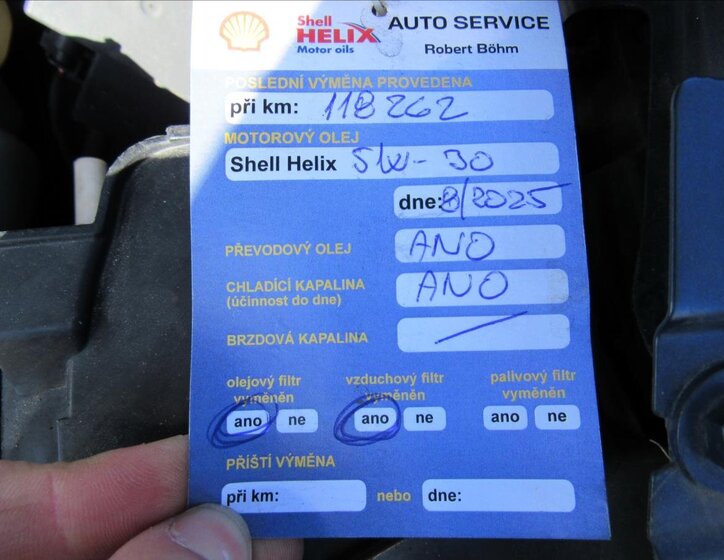 Shell
HELIX
Motor oils
AUTO SERVICE
Robert Böhm
POSLEDNÍ VÝMĚNA PROVEDENA
při km: 118262
MOTOROVÝ OLEJ
Shell Helix 5W-30
dne: 8/2025
PŘEVODOVÝ OLEJ ANO
CHLADÍCÍ KAPALINA ANO
(účinnost do dne)
BRZDOVÁ KAPALINA
olejový filtr vzduchový filtr palivový filtr
vyměněn vyměněn vyměněn
ano ne ano ne ano ne
PŘÍŠTÍ VÝMĚNA
při km: nebo dne: